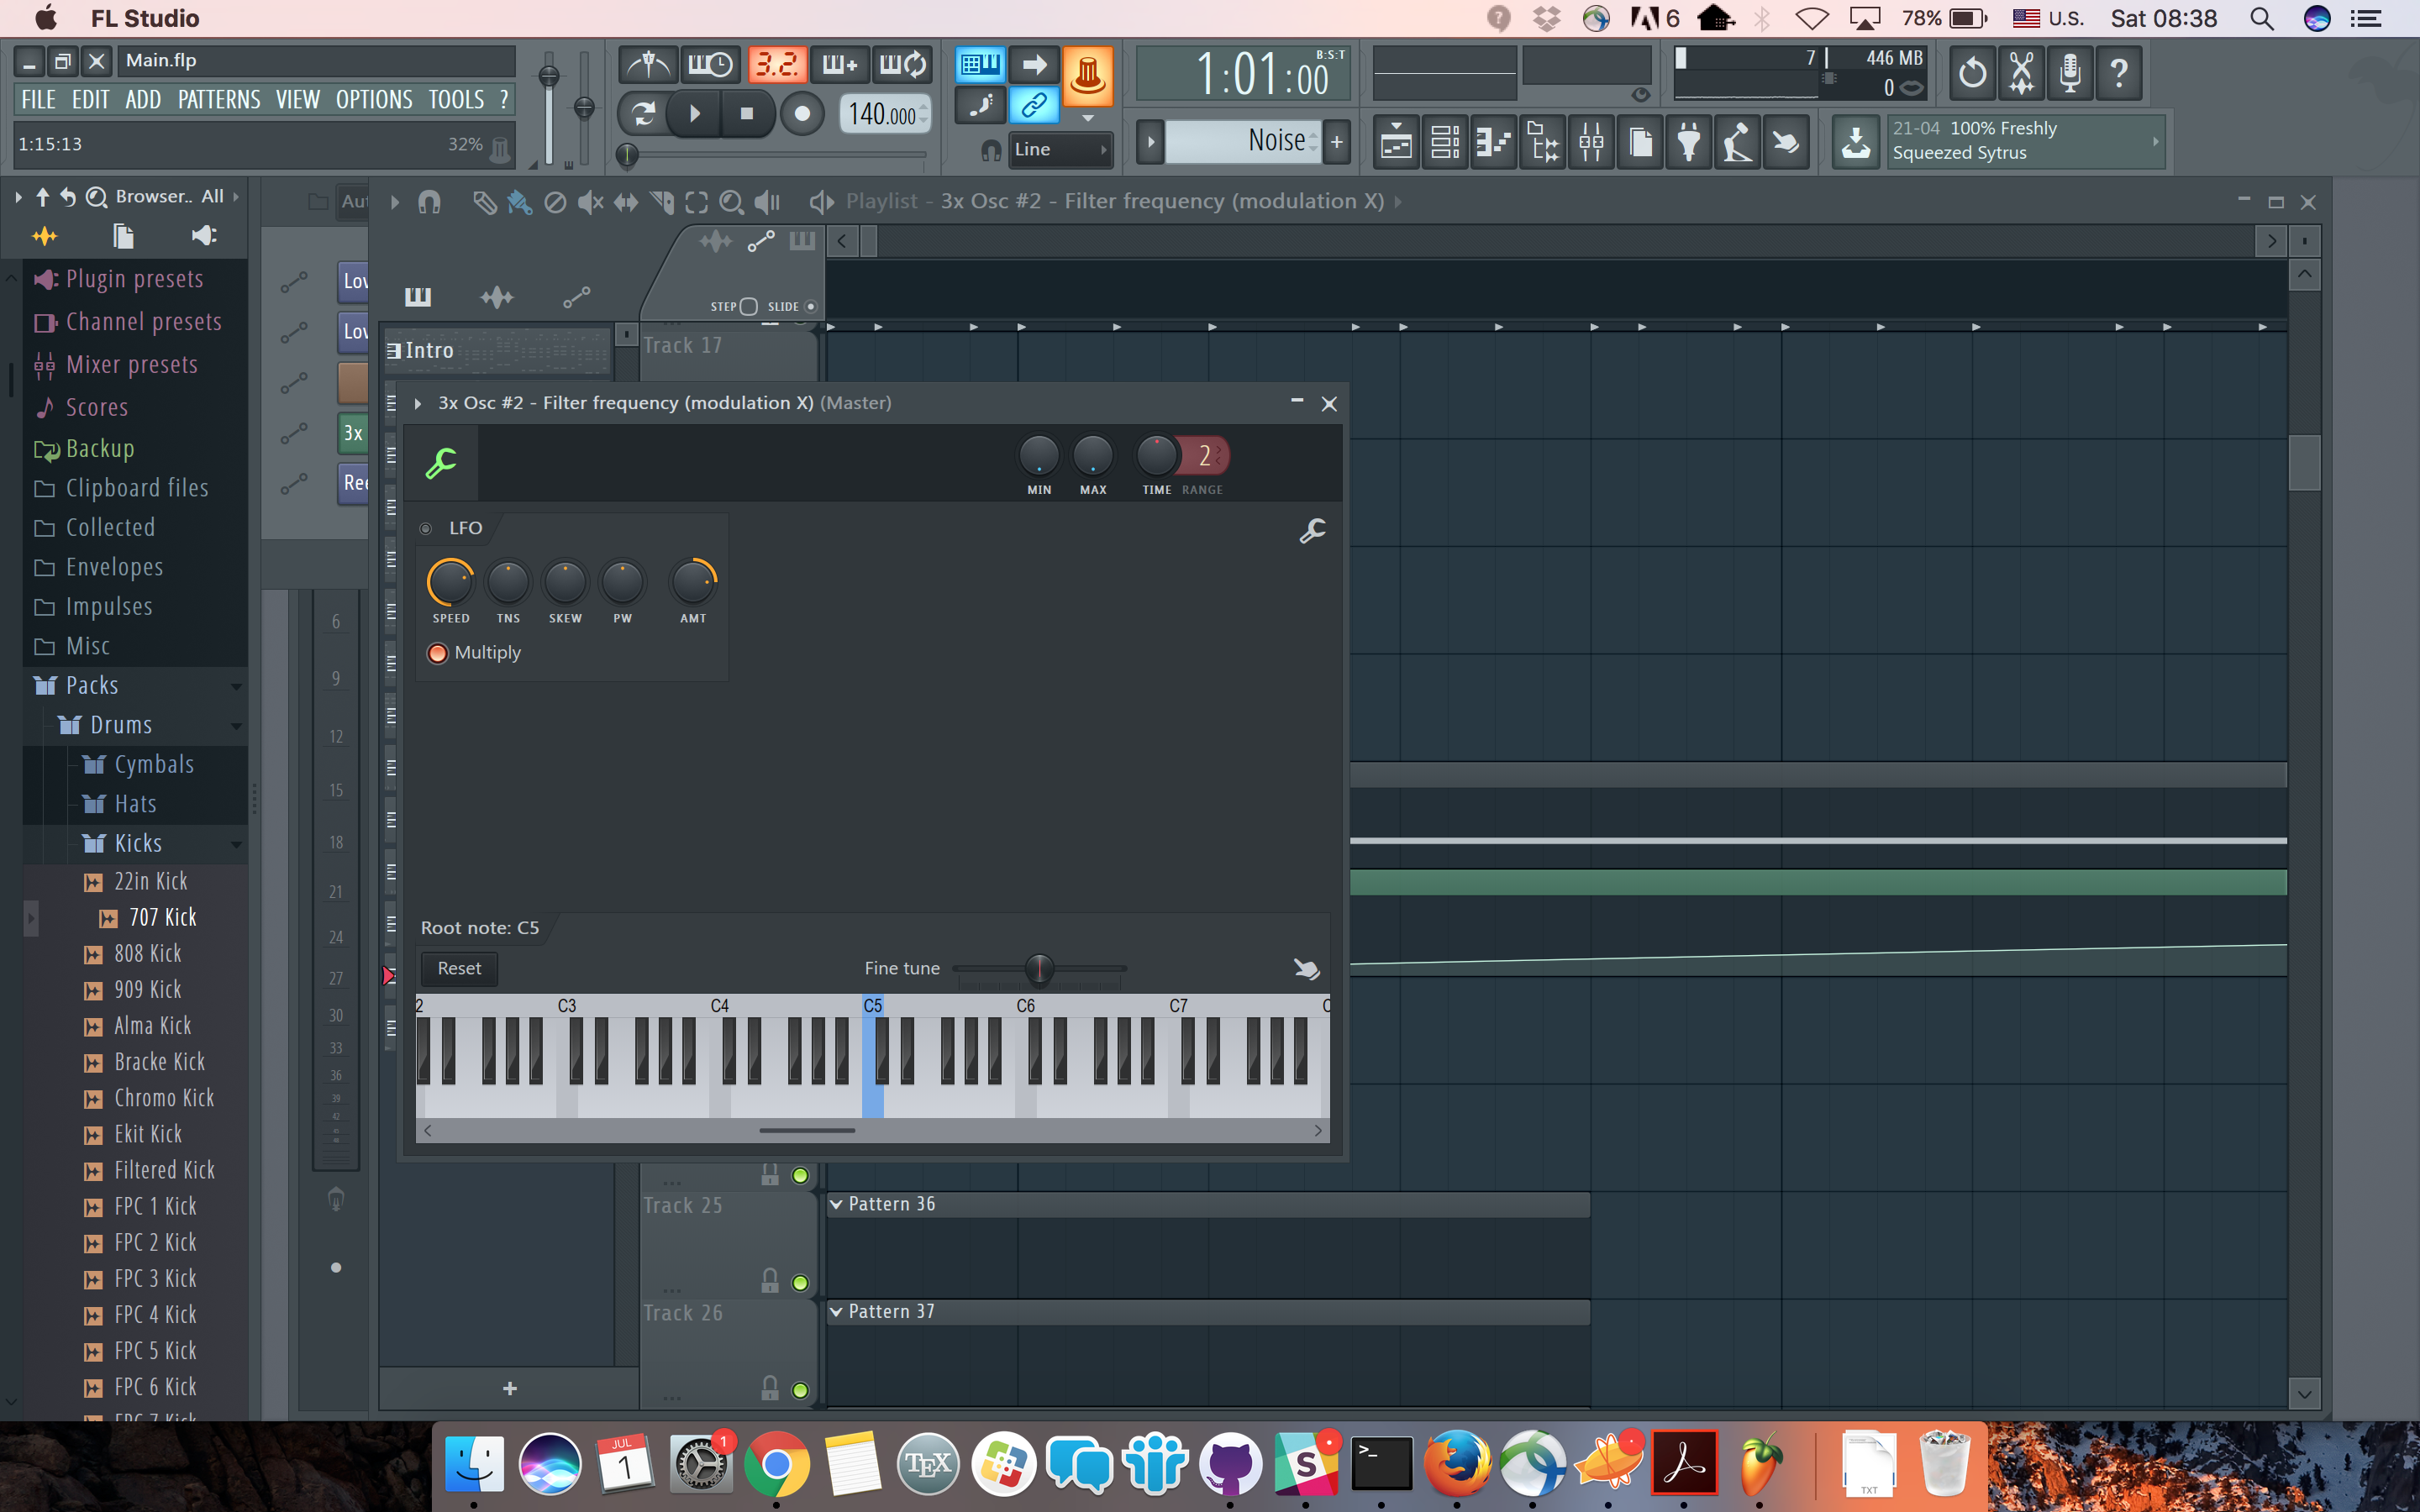 FL Studio
6
78%
U.S.
Sat 08:38
Main.flp
FILE EDIT ADD PATTERNS VIEW OPTIONS TOOLS ?
1:15:13
32%
3.2.
140.000
Line
1:01:00
B:S:T
Noise
+
7
446 MB
0
?
21-04 100% Freshly
Squeezed Sytrus
Browser.. All
Plugin presets
Channel presets
Mixer presets
Scores
Backup
Clipboard files
Collected
Envelopes
Impulses
Misc
Packs
Drums
Cymbals
Hats
Kicks
22in Kick
707 Kick
808 Kick
909 Kick
Alma Kick
Bracke Kick
Chromo Kick
Ekit Kick
Filtered Kick
FPC 1 Kick
FPC 2 Kick
FPC 3 Kick
FPC 4 Kick
FPC 5 Kick
FPC 6 Kick
FPC 7 Kick
Aut
Lov
Lov
3x
Ree
6
9
12
15
18
21
24
27
30
33
36
39
42
Playlist - 3x Osc #2 - Filter frequency (modulation X)
STEP
SLIDE
Intro
Track 17
3x Osc #2 - Filter frequency (modulation X) (Master)
MIN
MAX
TIME
RANGE
2
LFO
SPEED
TNS
SKEW
PW
AMT
Multiply
Root note: C5
Reset
Fine tune
2
C3
C4
C5
C6
C7
C
Track 25
Pattern 36
Track 26
Pattern 37
+
JUL
1
1
TEX
S
>_
TXT